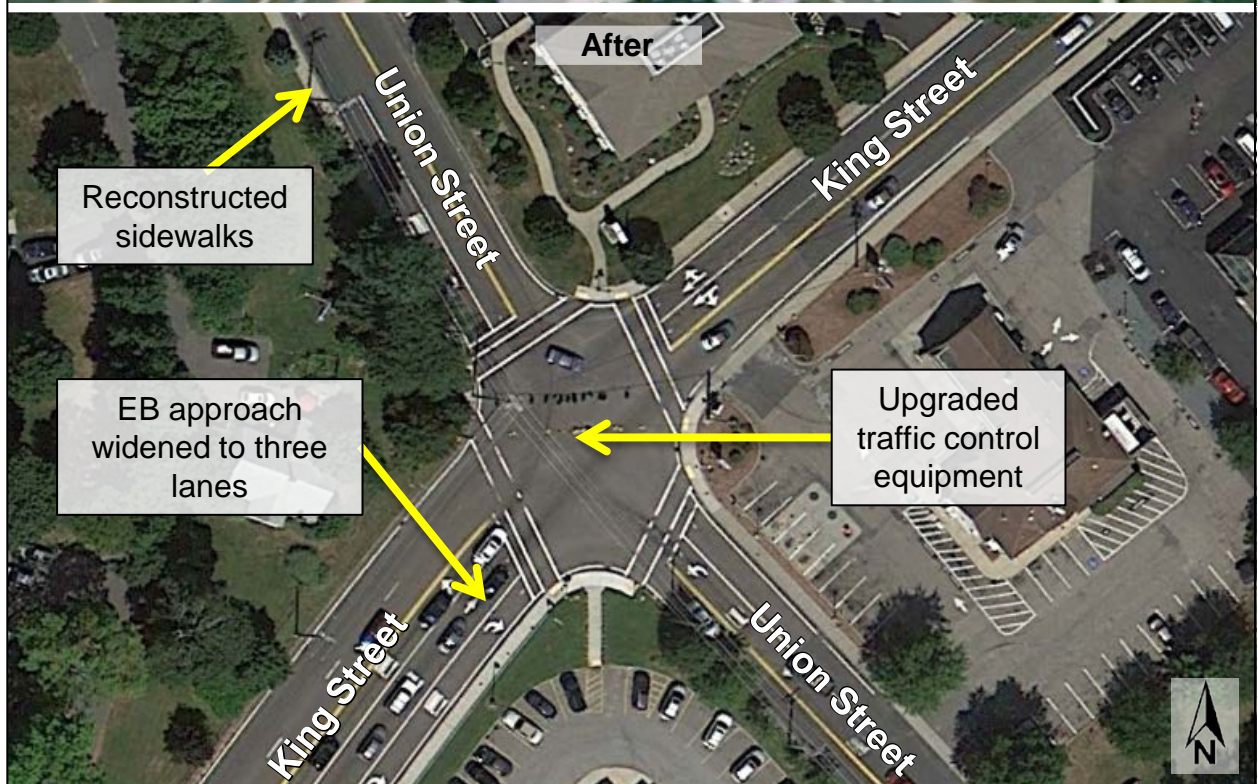 After
Union Street
King Street
Reconstructed
sidewalks
EB approach
widened to three
lanes
Upgraded
traffic control
equipment
King Street
Union Street
N